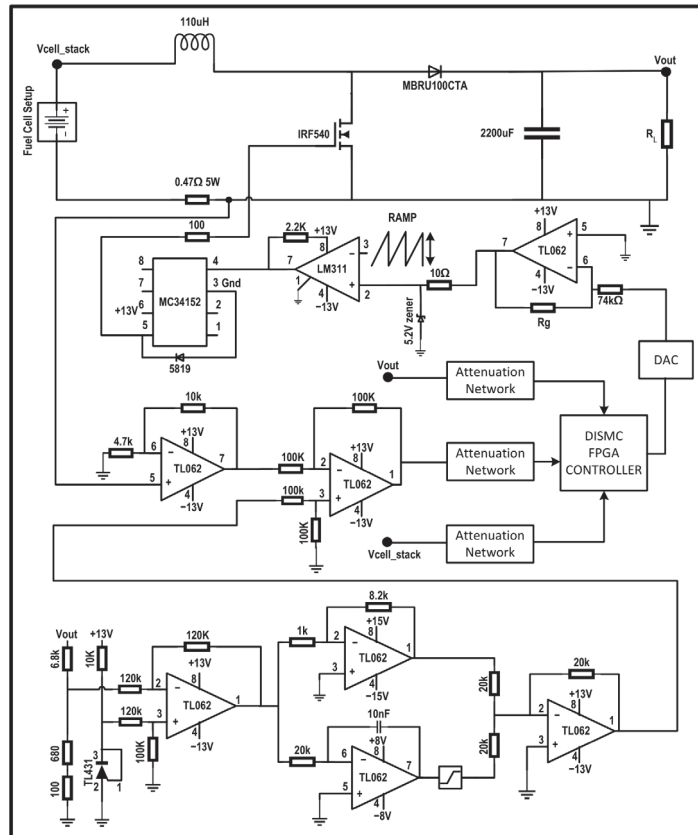 110uH
Vcell_stack
Vout
MBRU100CTA
Fuel Cell Setup
+
−
IRF540
2200uF
R_L
0.47Ω 5W
100
2.2K
+13V
8
7
LM311
1
4
−13V
−
3
+
2
RAMP
10Ω
5.2V zener
+13V
8
7
TL062
4
−13V
+
5
−
6
Rg
74kΩ
8
7
+13V
6
5
MC34152
4
3 Gnd
2
1
5819
DAC
Vout
Attenuation
Network
DISMC
FPGA
CONTROLLER
Attenuation
Network
Vcell_stack
Attenuation
Network
10k
4.7k
6
−
+13V
8
7
TL062
5
+
4
−13V
100K
100K
2
−
+13V
8
1
TL062
100k
3
+
4
−13V
100K
Vout
+13V
6.8k
10K
120K
120k
2
−
+13V
8
1
TL062
120k
3
+
4
−13V
100K
680
100
TL431
3
2
1
8.2k
1k
2
−
+15V
8
1
TL062
3
+
4
−15V
10nF
20k
6
−
+8V
8
7
TL062
5
+
4
−8V
20k
20k
20k
2
−
+13V
8
1
TL062
3
+
4
−13V